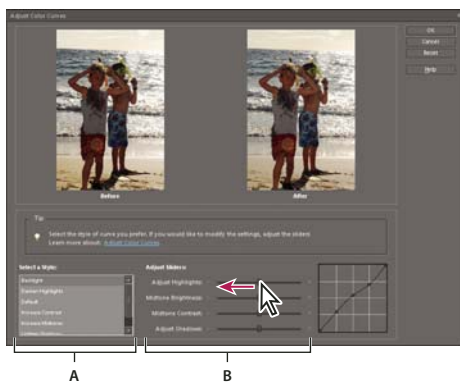 Adjust Color Curves
OK
Cancel
Reset
Help
Before
After
Tip
Select the style of curve you prefer. If you would like to modify the settings, adjust the sliders.
Learn more about: Adjust Color Curves
Select a Style:
Adjust Sliders:
Backlight
Darken Highlights
Default
Increase Contrast
Increase Midtones
Lighten Shadows
Adjust Highlights:
Midtone Brightness:
Midtone Contrast:
Adjust Shadows:
A
B